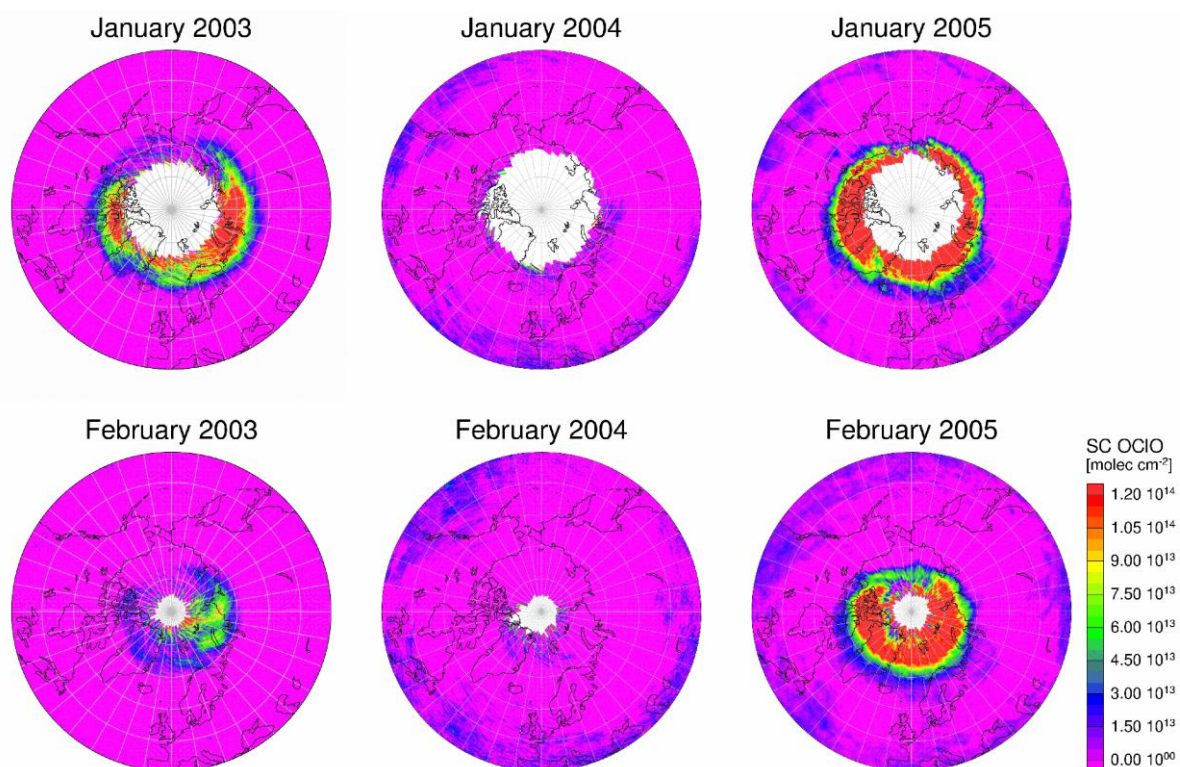 January 2003
January 2004
January 2005
February 2003
February 2004
February 2005
SC OClO
[molec cm⁻²]
1.20 10¹⁴
1.05 10¹⁴
9.00 10¹³
7.50 10¹³
6.00 10¹³
4.50 10¹³
3.00 10¹³
1.50 10¹³
0.00 10⁰⁰